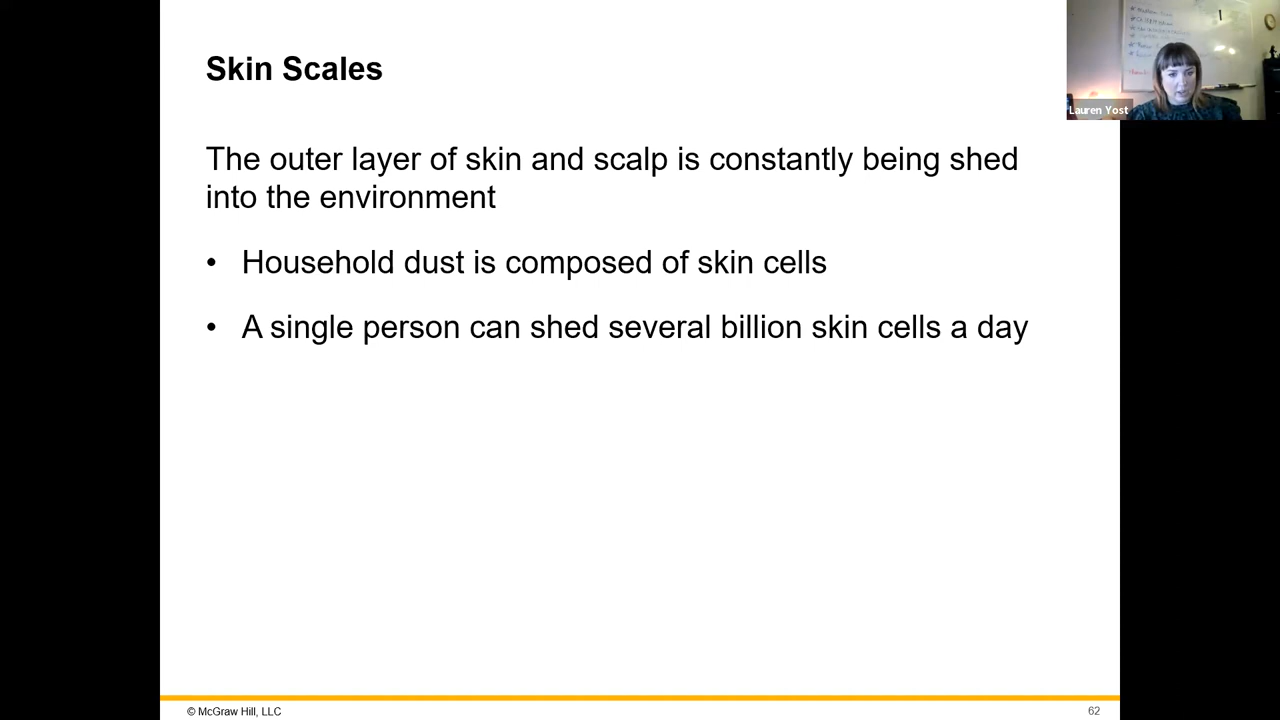 Skin Scales
Lauren Yost
The outer layer of skin and scalp is constantly being shed
into the environment
• Household dust is composed of skin cells
• A single person can shed several billion skin cells a day
© McGraw Hill, LLC
62